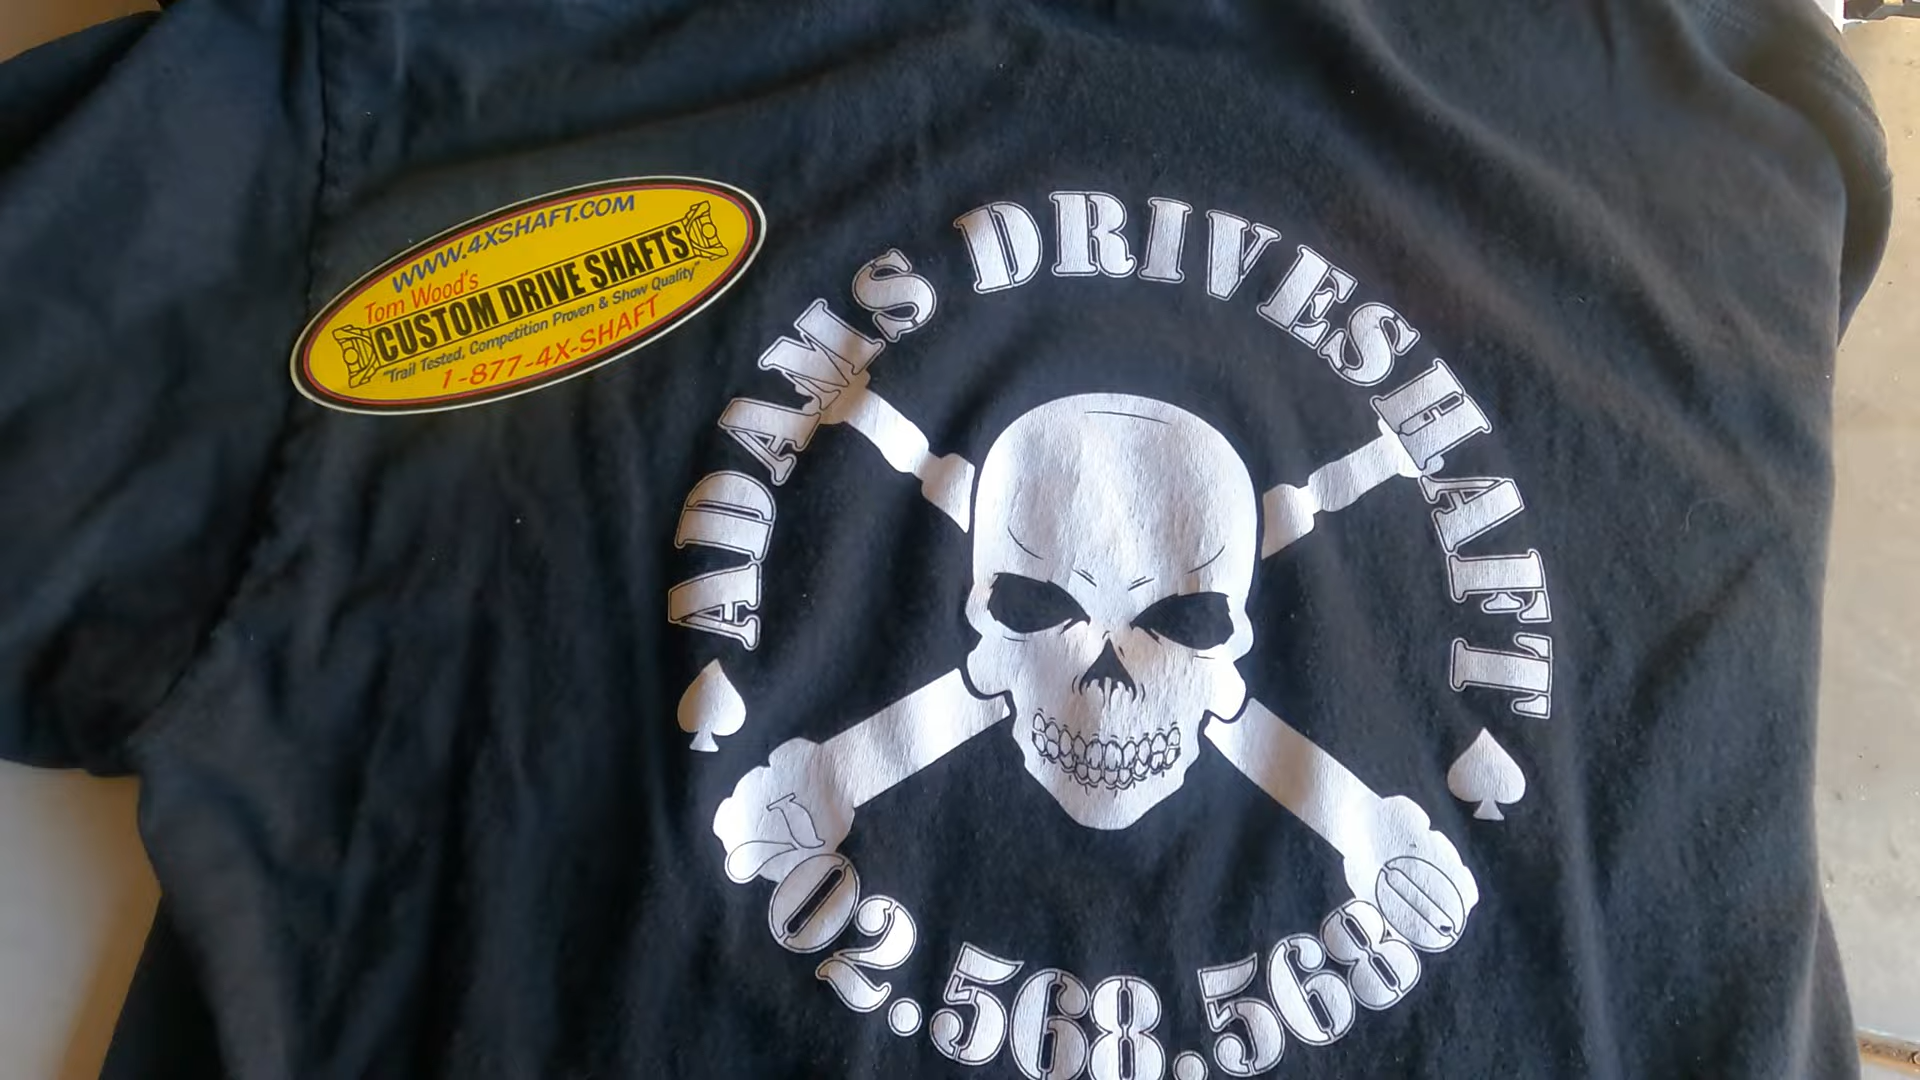 WWW.4XSHAFT.COM
Tom Wood's
CUSTOM DRIVE SHAFTS
"Trail Tested, Competition Proven & Show Quality"
1-877-4X-SHAFT
ADAMS DRIVESHAFT
702.568.5680